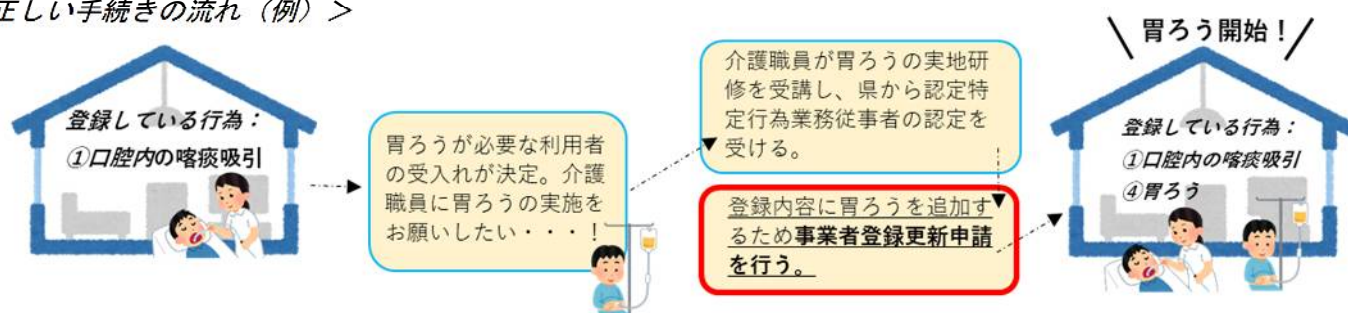 正しい手続きの流れ（例）＞
登録している行為：
①口腔内の喀痰吸引
胃ろうが必要な利用者
の受入れが決定。介護
職員に胃ろうの実施を
お願いしたい・・・！
介護職員が胃ろうの実地研
修を受講し、県から認定特
定行為業務従事者の認定を
受ける。
登録内容に胃ろうを追加す
るため事業者登録更新申請
を行う。
胃ろう開始！
登録している行為：
①口腔内の喀痰吸引
④胃ろう